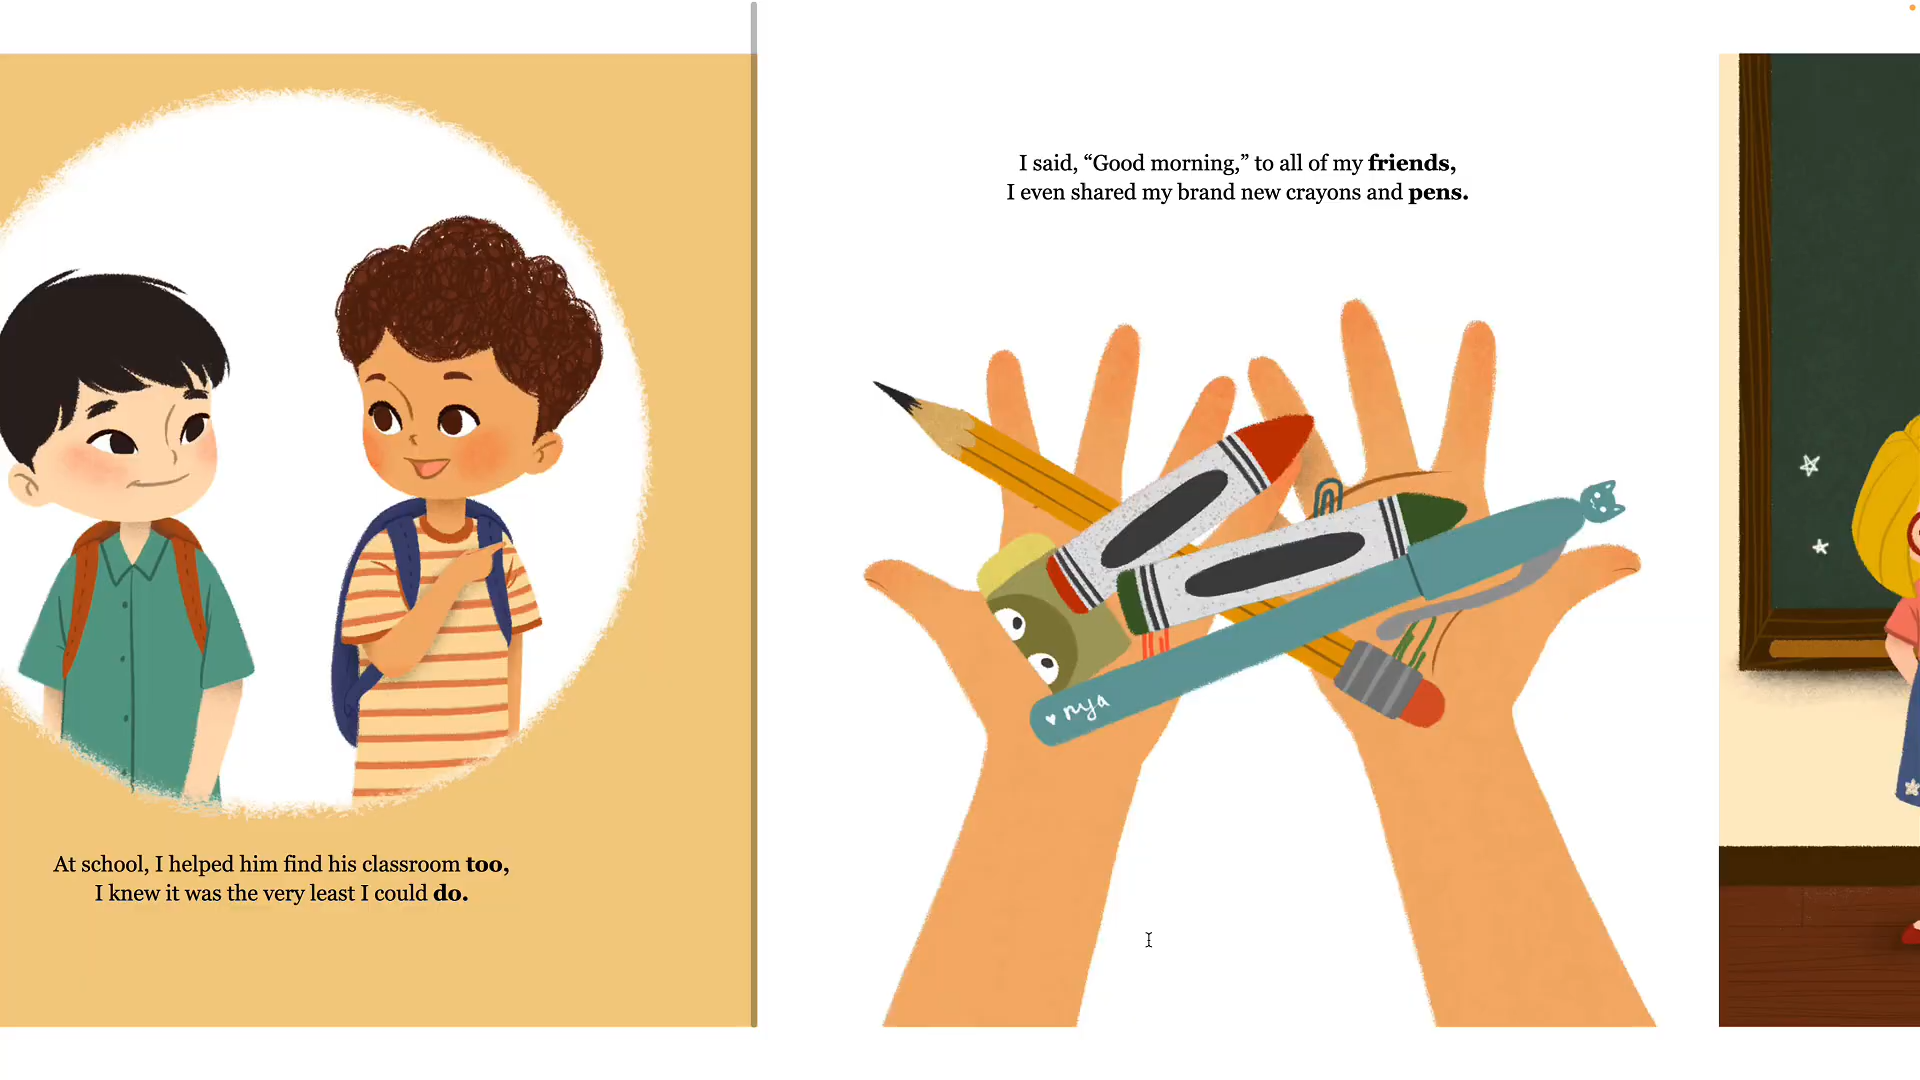 At school, I helped him find his classroom too,
I knew it was the very least I could do.
I said, “Good morning,” to all of my friends,
I even shared my brand new crayons and pens.
nya